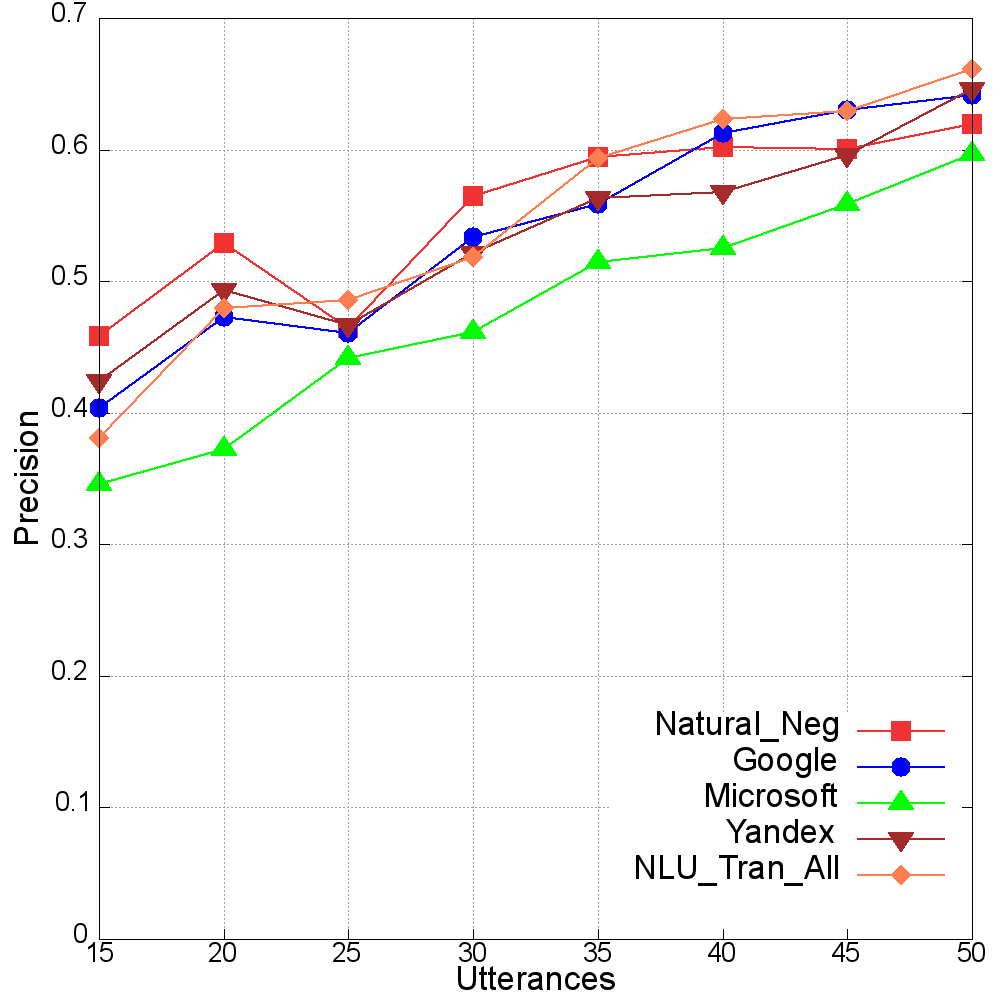 0.7
0.6
0.5
0.4
0.3
0.2
0.1
0
Precision
Natural_Neg
Google
Microsoft
Yandex
NLU_Tran_All
15 20 25 30 35 40 45 50
Utterances